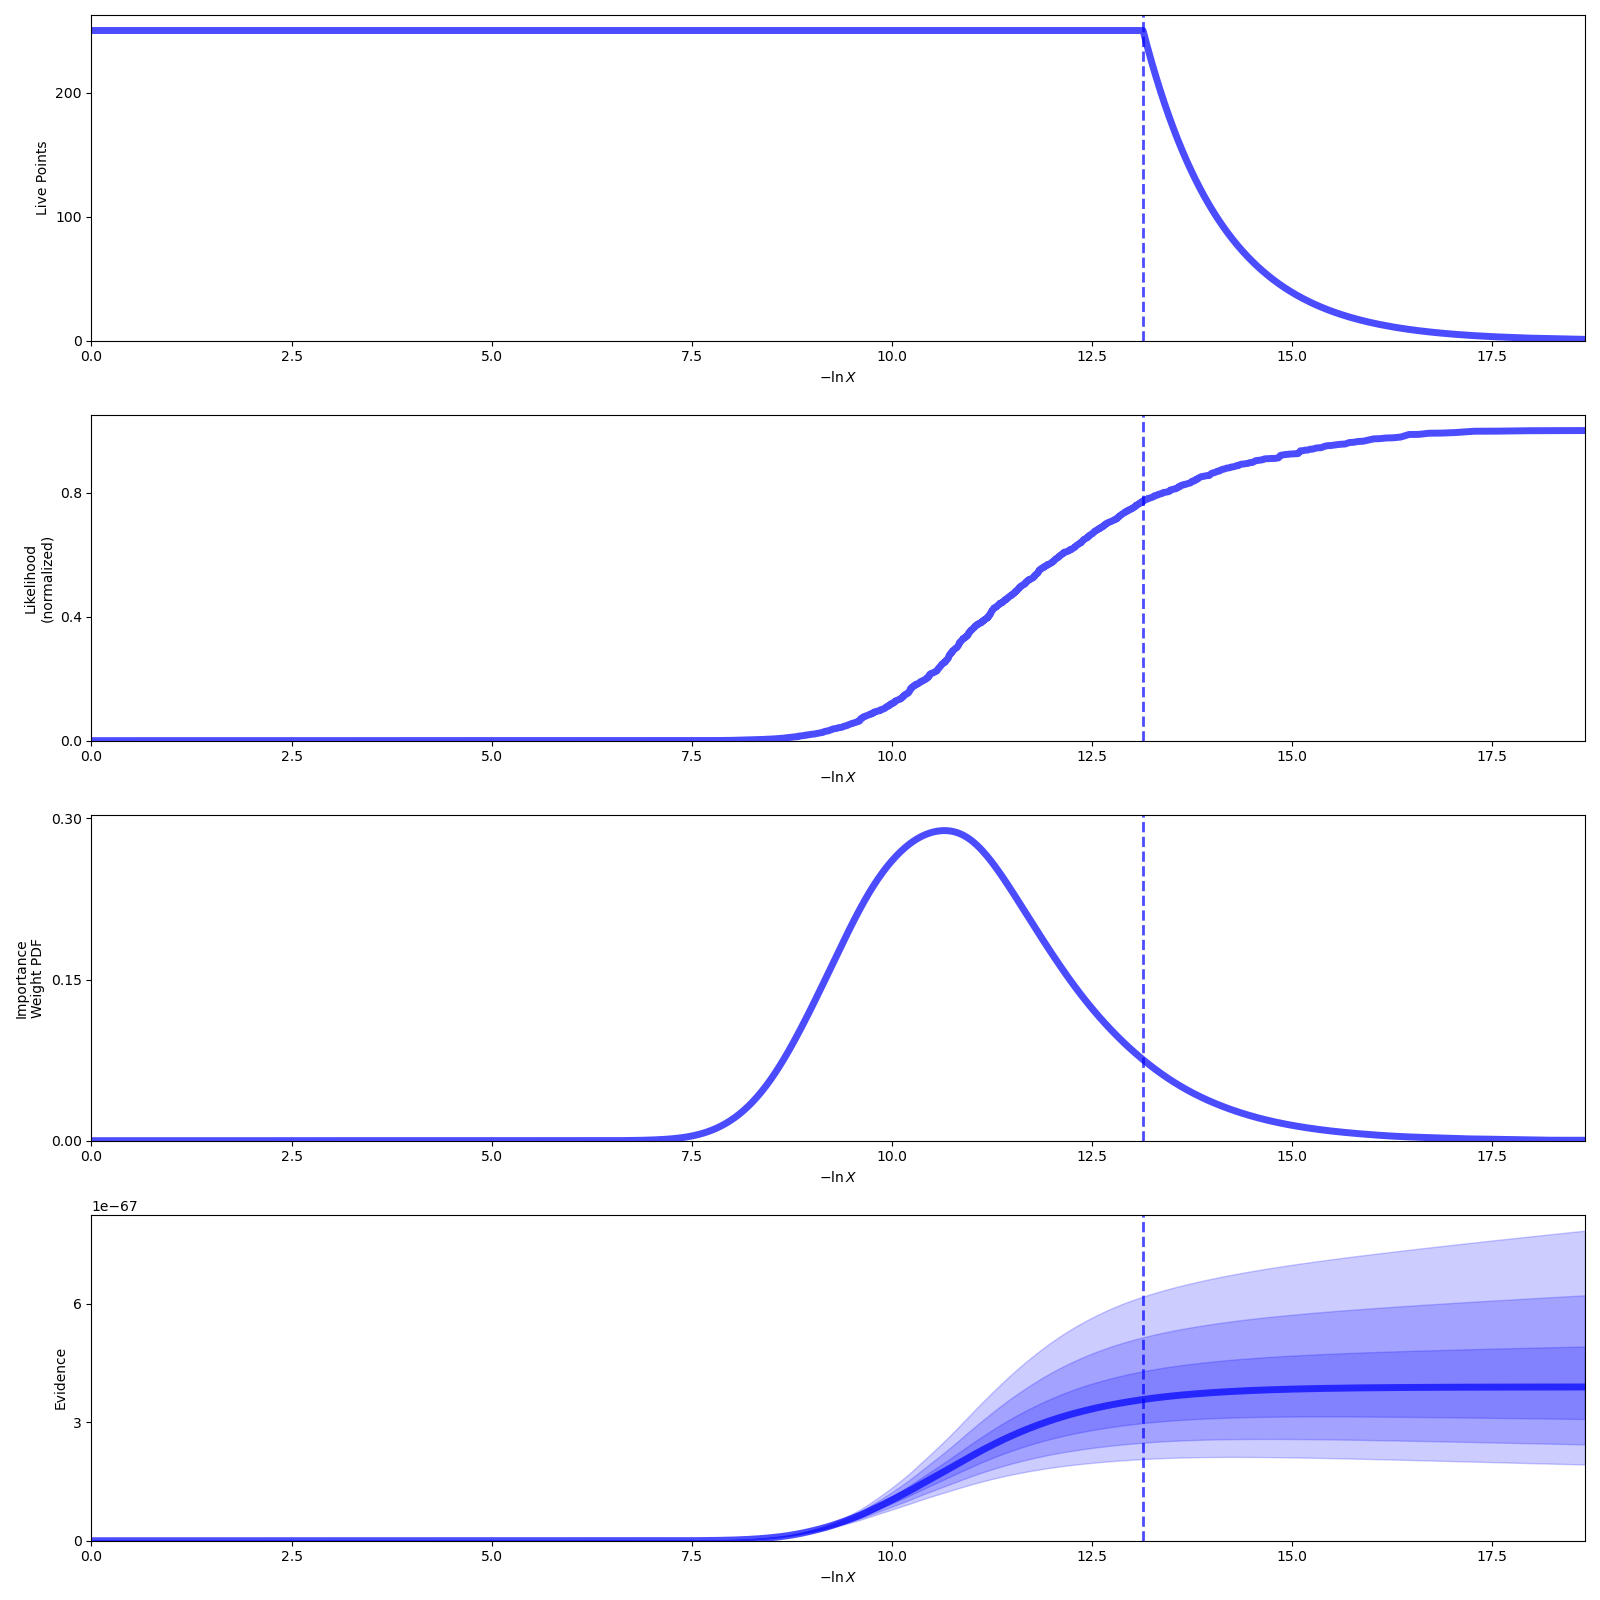 200
100
0
Live Points
0.0 2.5 5.0 7.5 10.0 12.5 15.0 17.5
−ln X
0.8
0.4
0.0
Likelihood
(normalized)
0.0 2.5 5.0 7.5 10.0 12.5 15.0 17.5
−ln X
0.30
0.15
0.00
Importance
Weight PDF
0.0 2.5 5.0 7.5 10.0 12.5 15.0 17.5
−ln X
1e−67
6
3
0
Evidence
0.0 2.5 5.0 7.5 10.0 12.5 15.0 17.5
−ln X